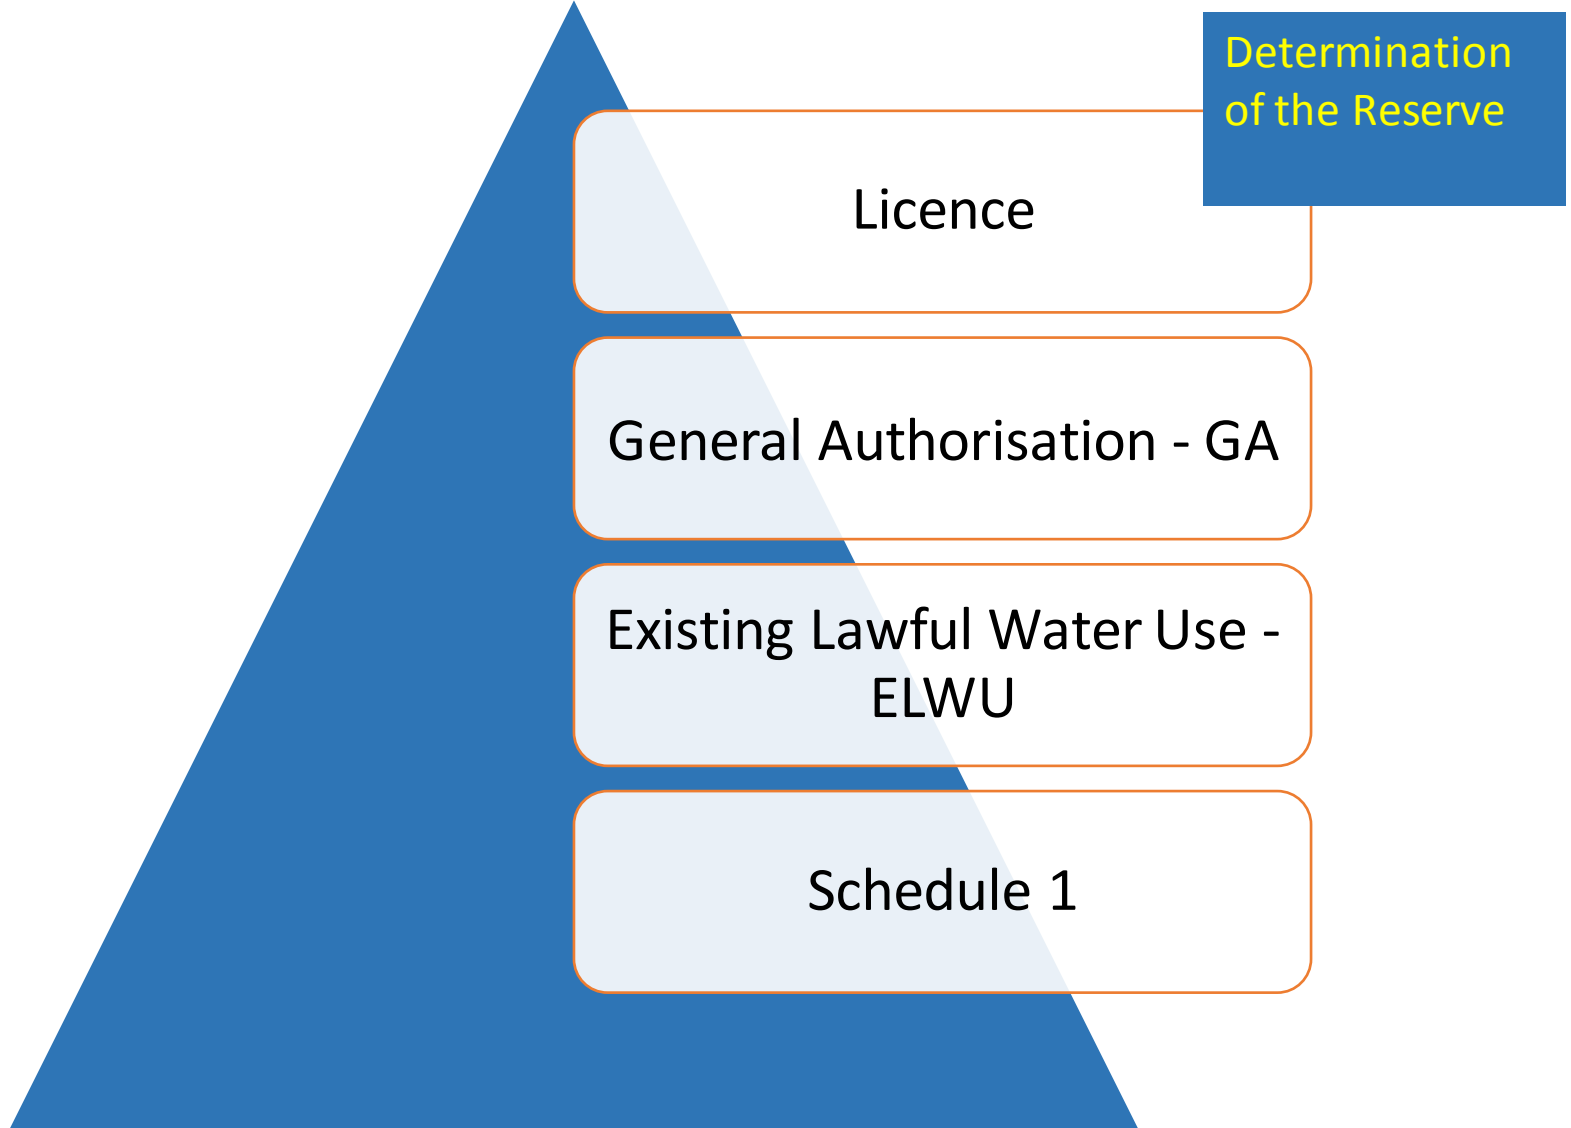 Determination
of the Reserve
Licence
General Authorisation - GA
Existing Lawful Water Use -
ELWU
Schedule 1